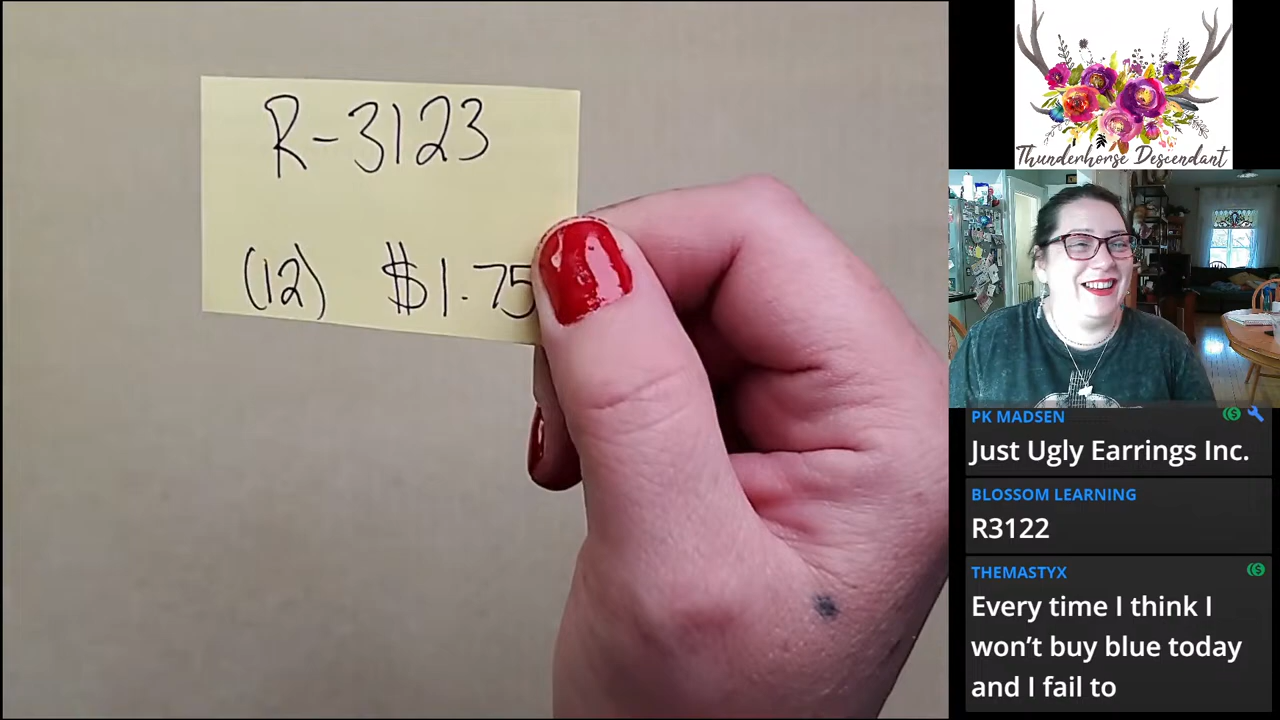 R-3123
(12) $1.75
Thunderhorse Descendant
PK MADSEN
Just Ugly Earrings Inc.
BLOSSOM LEARNING
R3122
THEMASTYX
Every time I think I
won't buy blue today
and I fail to